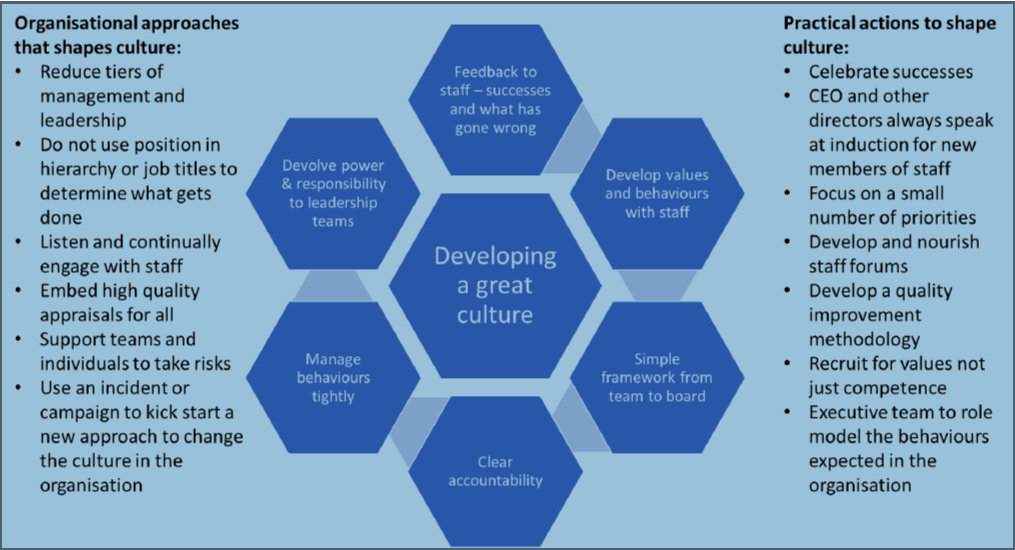 Organisational approaches
that shapes culture:
• Reduce tiers of
management and
leadership
• Do not use position in
hierarchy or job titles to
determine what gets
done
• Listen and continually
engage with staff
• Embed high quality
appraisals for all
• Support teams and
individuals to take risks
• Use an incident or
campaign to kick start a
new approach to change
the culture in the
organisation
Feedback to
staff – successes
and what has
gone wrong
Develop values
and behaviours
with staff
Simple
framework from
team to board
Clear
accountability
Manage
behaviours
tightly
Devolve power
& responsibility
to leadership
teams
Developing
a great
culture
Practical actions to shape
culture:
• Celebrate successes
• CEO and other
directors always speak
at induction for new
members of staff
• Focus on a small
number of priorities
• Develop and nourish
staff forums
• Develop a quality
improvement
methodology
• Recruit for values not
just competence
• Executive team to role
model the behaviours
expected in the
organisation